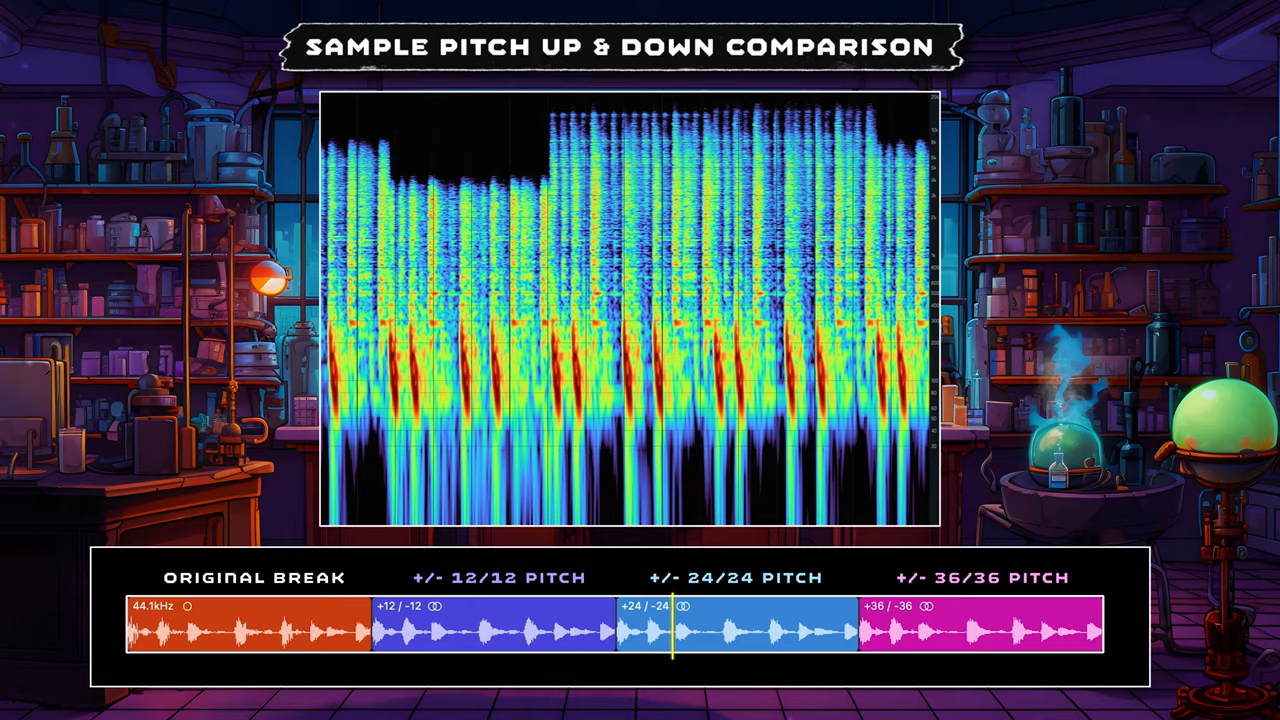 SAMPLE PITCH UP & DOWN COMPARISON
ORIGINAL BREAK
+/- 12/12 PITCH
+/- 24/24 PITCH
+/- 36/36 PITCH
44.1kHz
+12 / -12
+24 / -24
+36 / -36